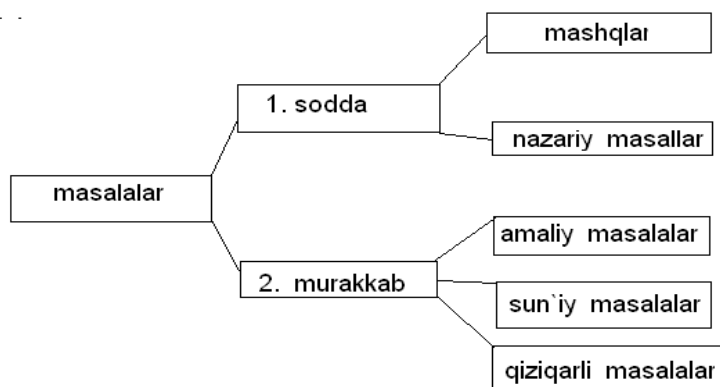 masalalar
1. sodda
mashqlar
nazariy masallar
2. murakkab
amaliy masalalar
sun`iy masalalar
qiziqarli masalalar